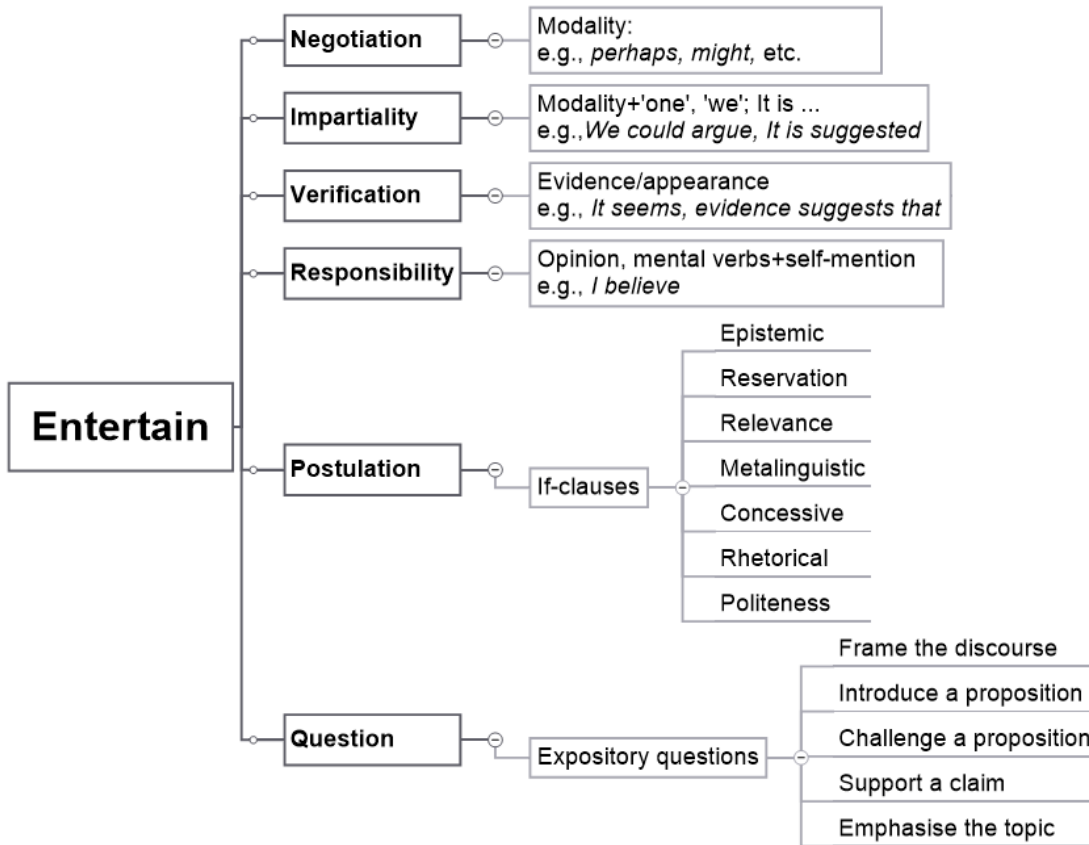 Negotiation
Modality:
e.g., perhaps, might, etc.
Impartiality
Modality+'one', 'we'; It is ...
e.g.,We could argue, It is suggested
Verification
Evidence/appearance
e.g., It seems, evidence suggests that
Responsibility
Opinion, mental verbs+self-mention
e.g., I believe
Entertain
Postulation
If-clauses
Epistemic
Reservation
Relevance
Metalinguistic
Concessive
Rhetorical
Politeness
Question
Expository questions
Frame the discourse
Introduce a proposition
Challenge a proposition
Support a claim
Emphasise the topic